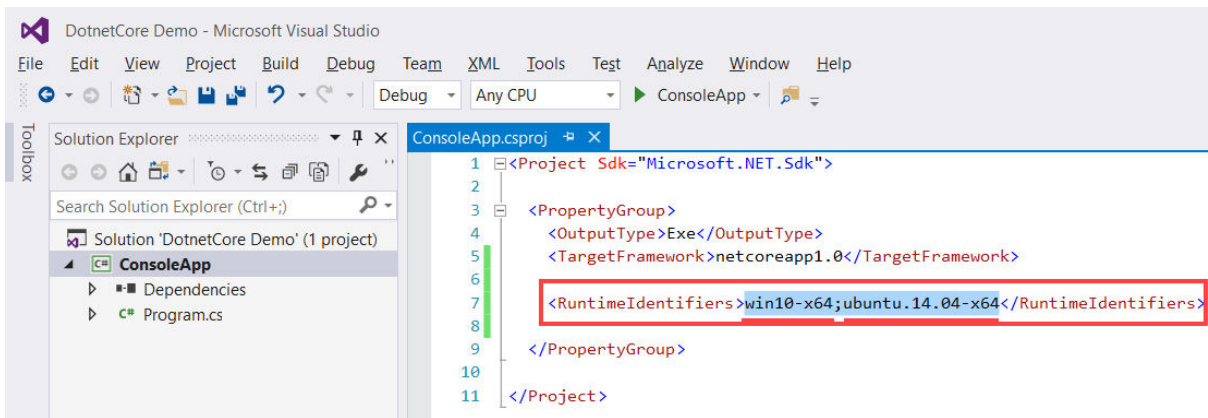 DotnetCore Demo - Microsoft Visual Studio
File Edit View Project Build Debug Team XML Tools Test Analyze Window Help
Debug Any CPU ConsoleApp
Toolbox
Solution Explorer
Search Solution Explorer (Ctrl+;)
Solution 'DotnetCore Demo' (1 project)
C# ConsoleApp
Dependencies
C# Program.cs
ConsoleApp.csproj
1 <Project Sdk="Microsoft.NET.Sdk">
2
3 <PropertyGroup>
4 <OutputType>Exe</OutputType>
5 <TargetFramework>netcoreapp1.0</TargetFramework>
6
7 <RuntimeIdentifiers>win10-x64;ubuntu.14.04-x64</RuntimeIdentifiers>
8
9 </PropertyGroup>
10
11 </Project>